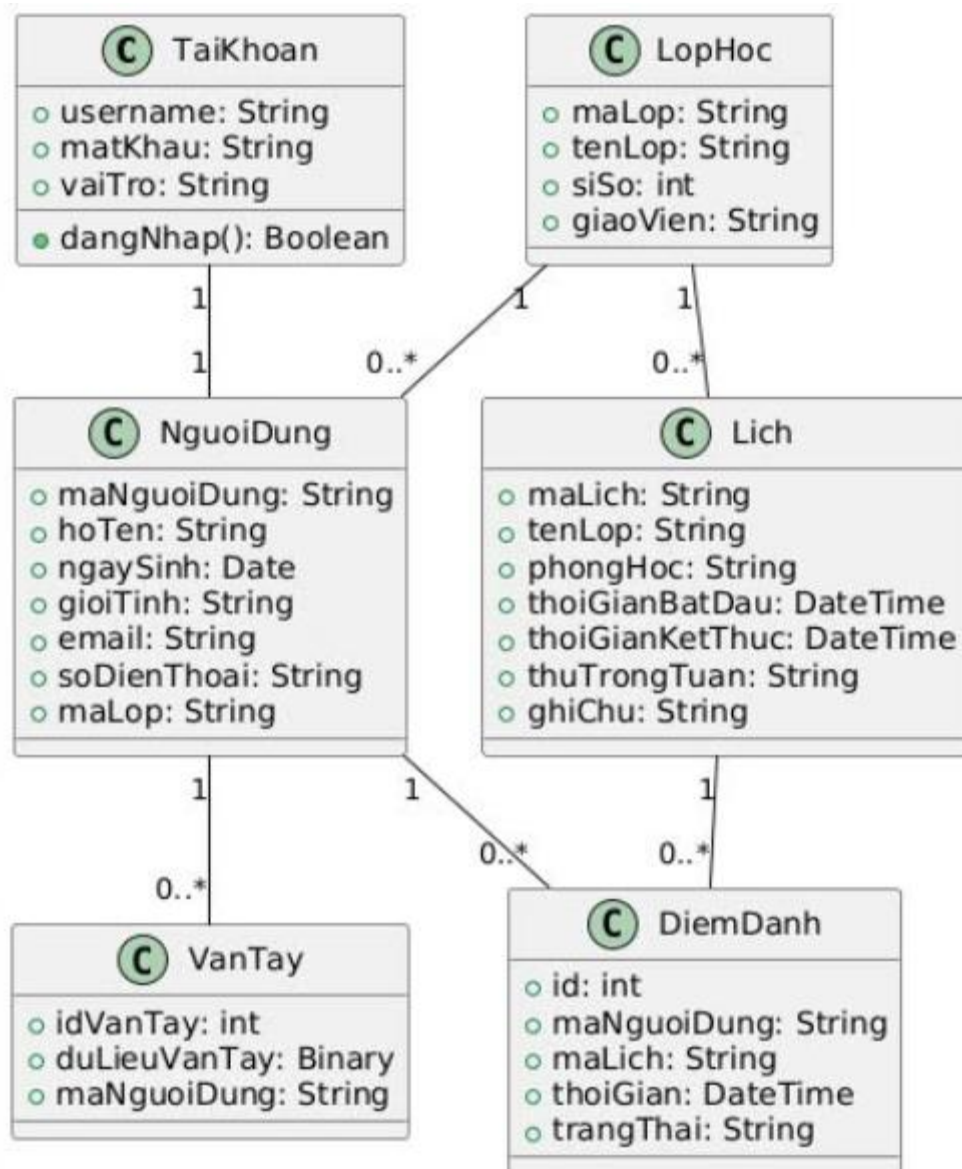 C TaiKhoan
username: String
matKhau: String
vaiTro: String
dangNhap(): Boolean
C LopHoc
maLop: String
tenLop: String
siSo: int
giaoVien: String
1
1
1
1
0..*
0..*
C NguoiDung
maNguoiDung: String
hoTen: String
ngaySinh: Date
gioiTinh: String
email: String
soDienThoai: String
maLop: String
C Lich
maLich: String
tenLop: String
phongHoc: String
thoiGianBatDau: DateTime
thoiGianKetThuc: DateTime
thuTrongTuan: String
ghiChu: String
1
1
1
0..*
0..*
0..*
C VanTay
idVanTay: int
duLieuVanTay: Binary
maNguoiDung: String
C DiemDanh
id: int
maNguoiDung: String
maLich: String
thoiGian: DateTime
trangThai: String